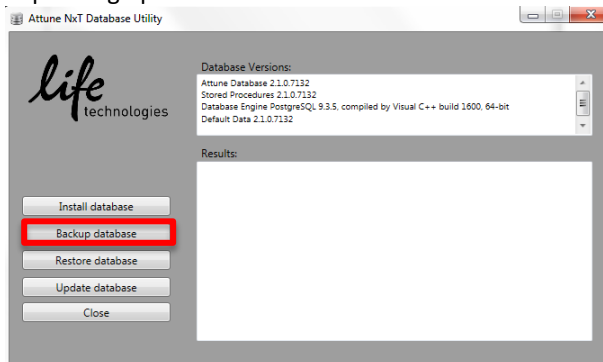 Attune NxT Database Utility
life
technologies
Database Versions:
Attune Database 2.1.0.7132
Stored Procedures 2.1.0.7132
Database Engine PostgreSQL 9.3.5, compiled by Visual C++ build 1600, 64-bit
Default Data 2.1.0.7132
Results:
Install database
Backup database
Restore database
Update database
Close